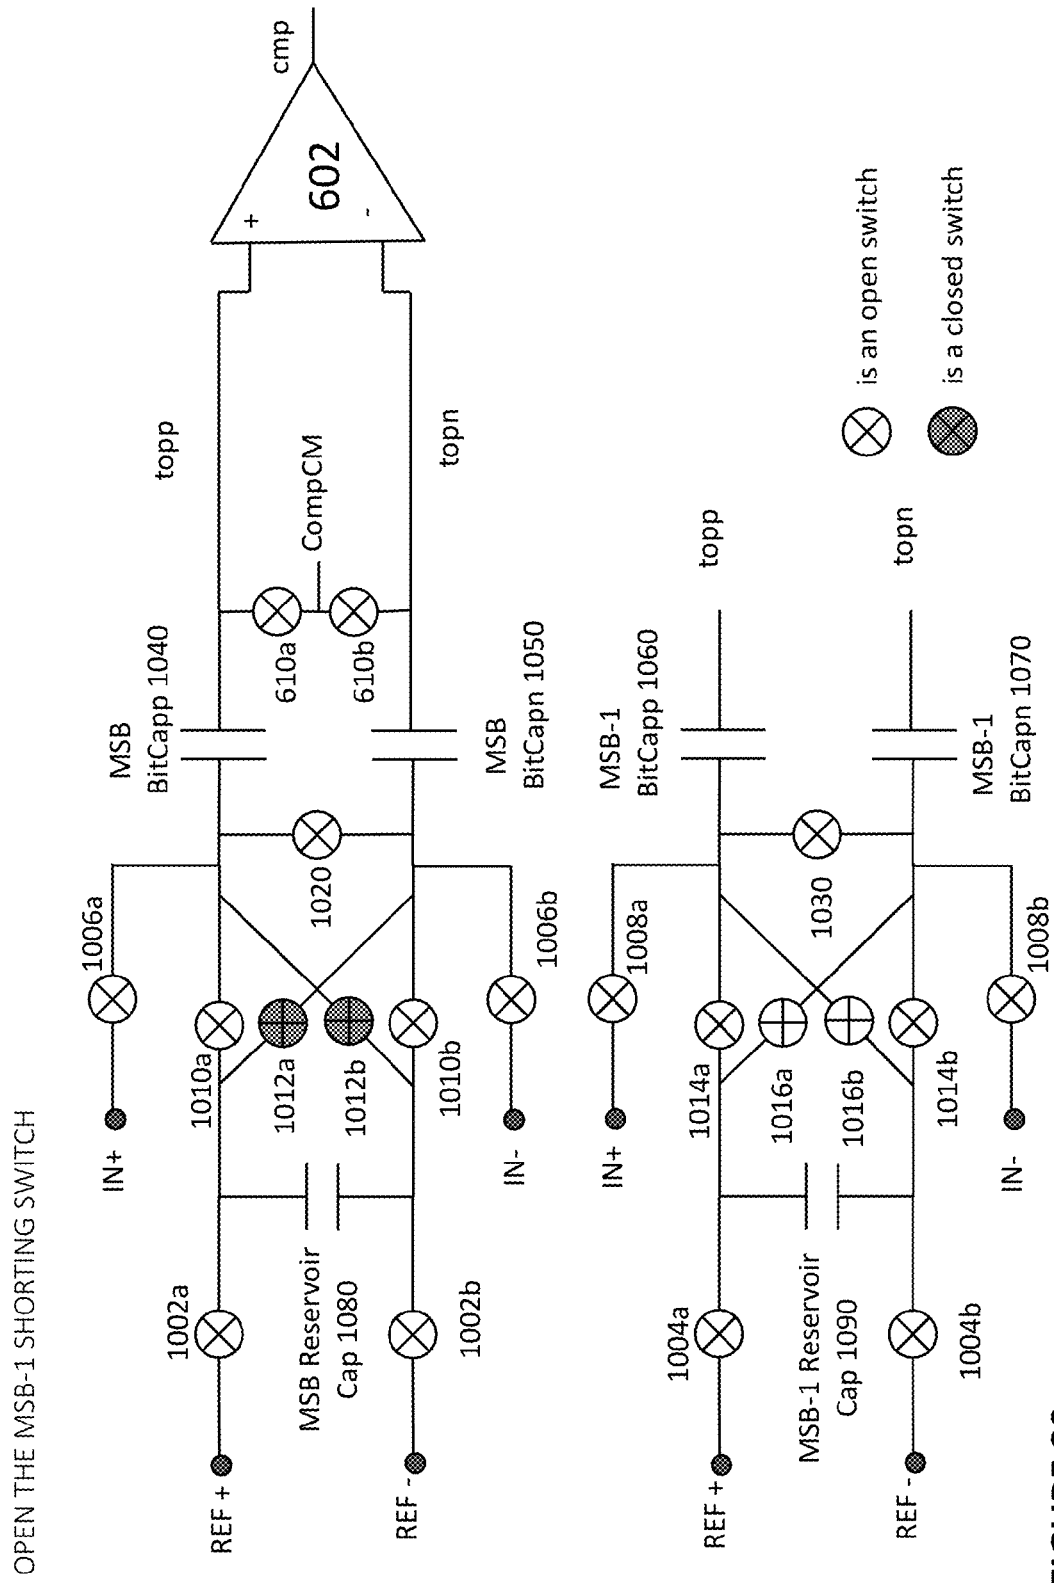 OPEN THE MSB-1 SHORTING SWITCH
IN+
1006a
MSB
BitCapp 1040
topp
cmp
REF +
1002a
1010a
1012a
1012b
1010b
1020
610a
610b
CompCM
+
-
602
MSB Reservoir
Cap 1080
REF -
1002b
topn
MSB
BitCapn 1050
IN-
1006b
IN+
1008a
MSB-1
BitCapp 1060
topp
REF +
1004a
1014a
1016a
1016b
1014b
1030
MSB-1 Reservoir
Cap 1090
REF -
1004b
topn
MSB-1
BitCapn 1070
IN-
1008b
is an open switch
is a closed switch